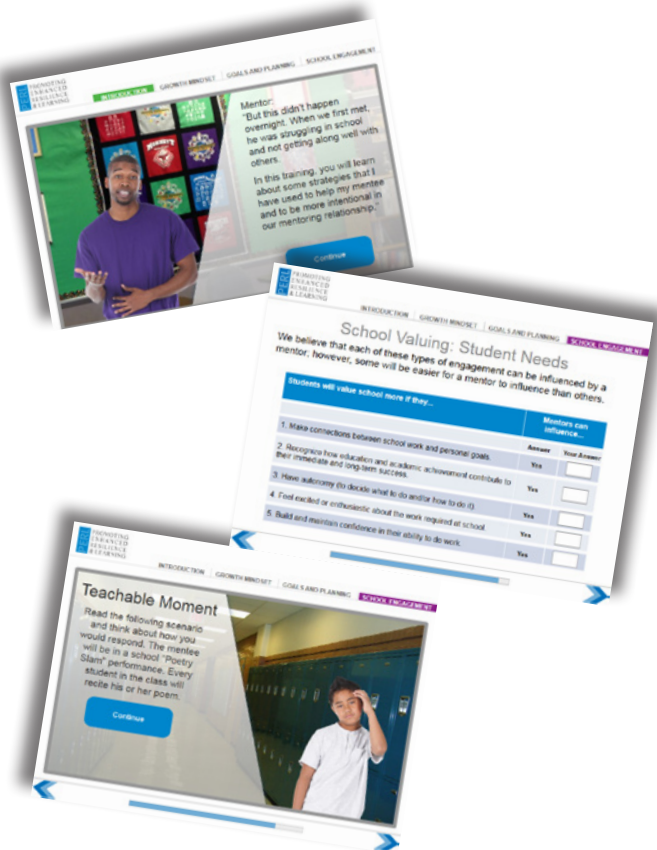 PERL
PROMOTING
ENHANCED
RESILIENCE
& LEARNING
INTRODUCTION
GROWTH MINDSET
GOALS AND PLANNING
SCHOOL ENGAGEMENT
Mentor:
"But this didn't happen
overnight. When we first met,
he was struggling in school
and not getting along well with
others.
In this training, you will learn
about some strategies that I
have used to help my mentee
and to be more intentional in
our mentoring relationship."
Continue
PERL
PROMOTING
ENHANCED
RESILIENCE
& LEARNING
INTRODUCTION
GROWTH MINDSET
GOALS AND PLANNING
SCHOOL ENGAGEMENT
School Valuing: Student Needs
We believe that each of these types of engagement can be influenced by a
mentor; however, some will be easier for a mentor to influence than others.
Students will value school more if they...
Mentors can
influence...
Answer
Your Answer
1. Make connections between school work and personal goals.
Yes
2. Recognize how education and academic achievement contribute to
their immediate and long-term success.
Yes
3. Have autonomy (to decide what to do and/or how to do it).
Yes
4. Feel excited or enthusiastic about the work required at school.
Yes
5. Build and maintain confidence in their ability to do work.
Yes
PERL
PROMOTING
ENHANCED
RESILIENCE
& LEARNING
INTRODUCTION
GROWTH MINDSET
GOALS AND PLANNING
SCHOOL ENGAGEMENT
Teachable Moment
Read the following scenario
and think about how you
would respond. The mentee
will be in a school "Poetry
Slam" performance. Every
student in the class will
recite his or her poem.
Continue